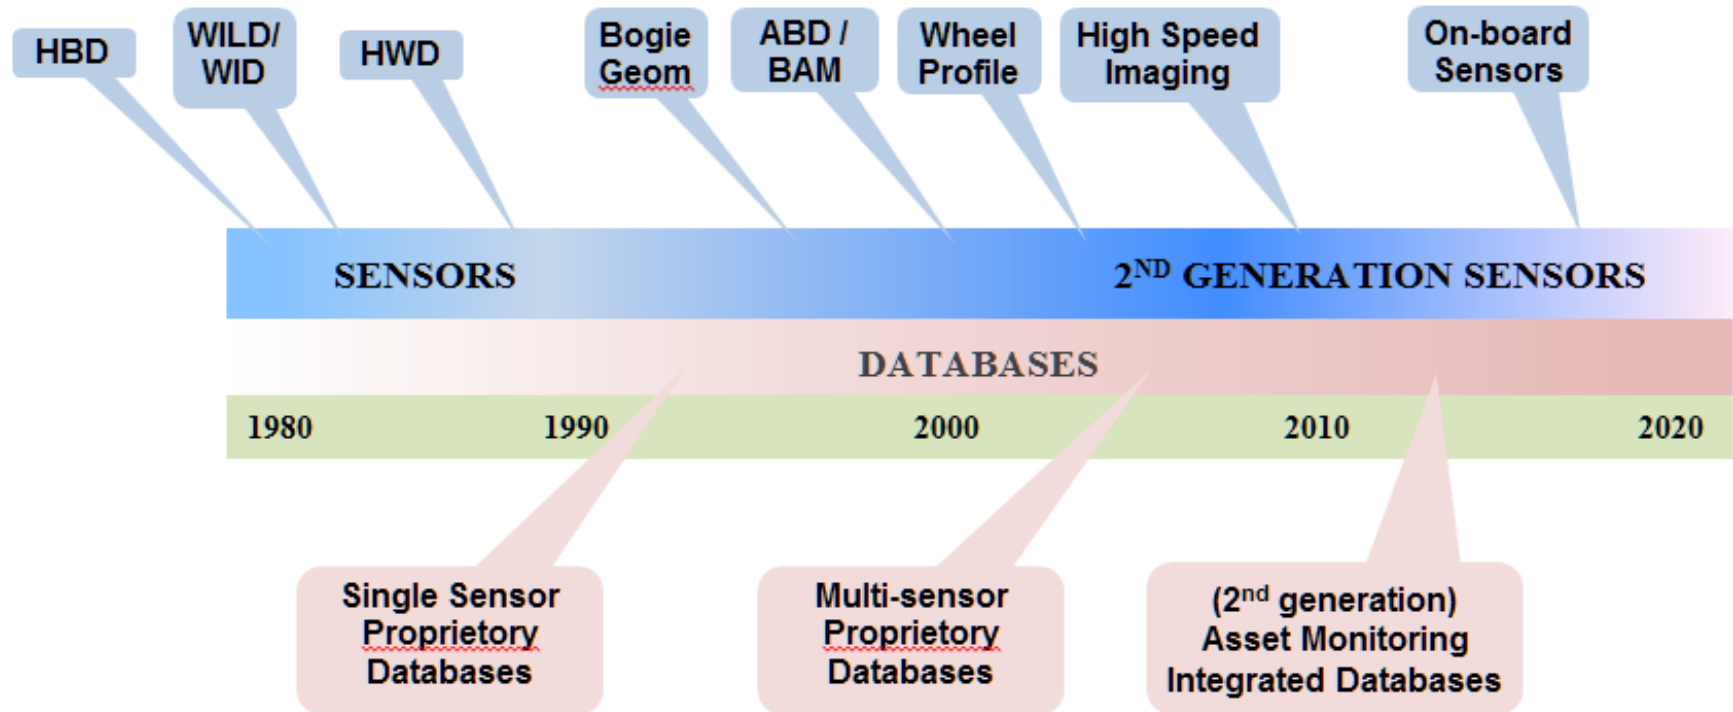 HBD
WILD/
WID
HWD
Bogie
Geom
ABD /
BAM
Wheel
Profile
High Speed
Imaging
On-board
Sensors
SENSORS
2ND GENERATION SENSORS
DATABASES
1980
1990
2000
2010
2020
Single Sensor
Proprietory
Databases
Multi-sensor
Proprietory
Databases
(2nd generation)
Asset Monitoring
Integrated Databases